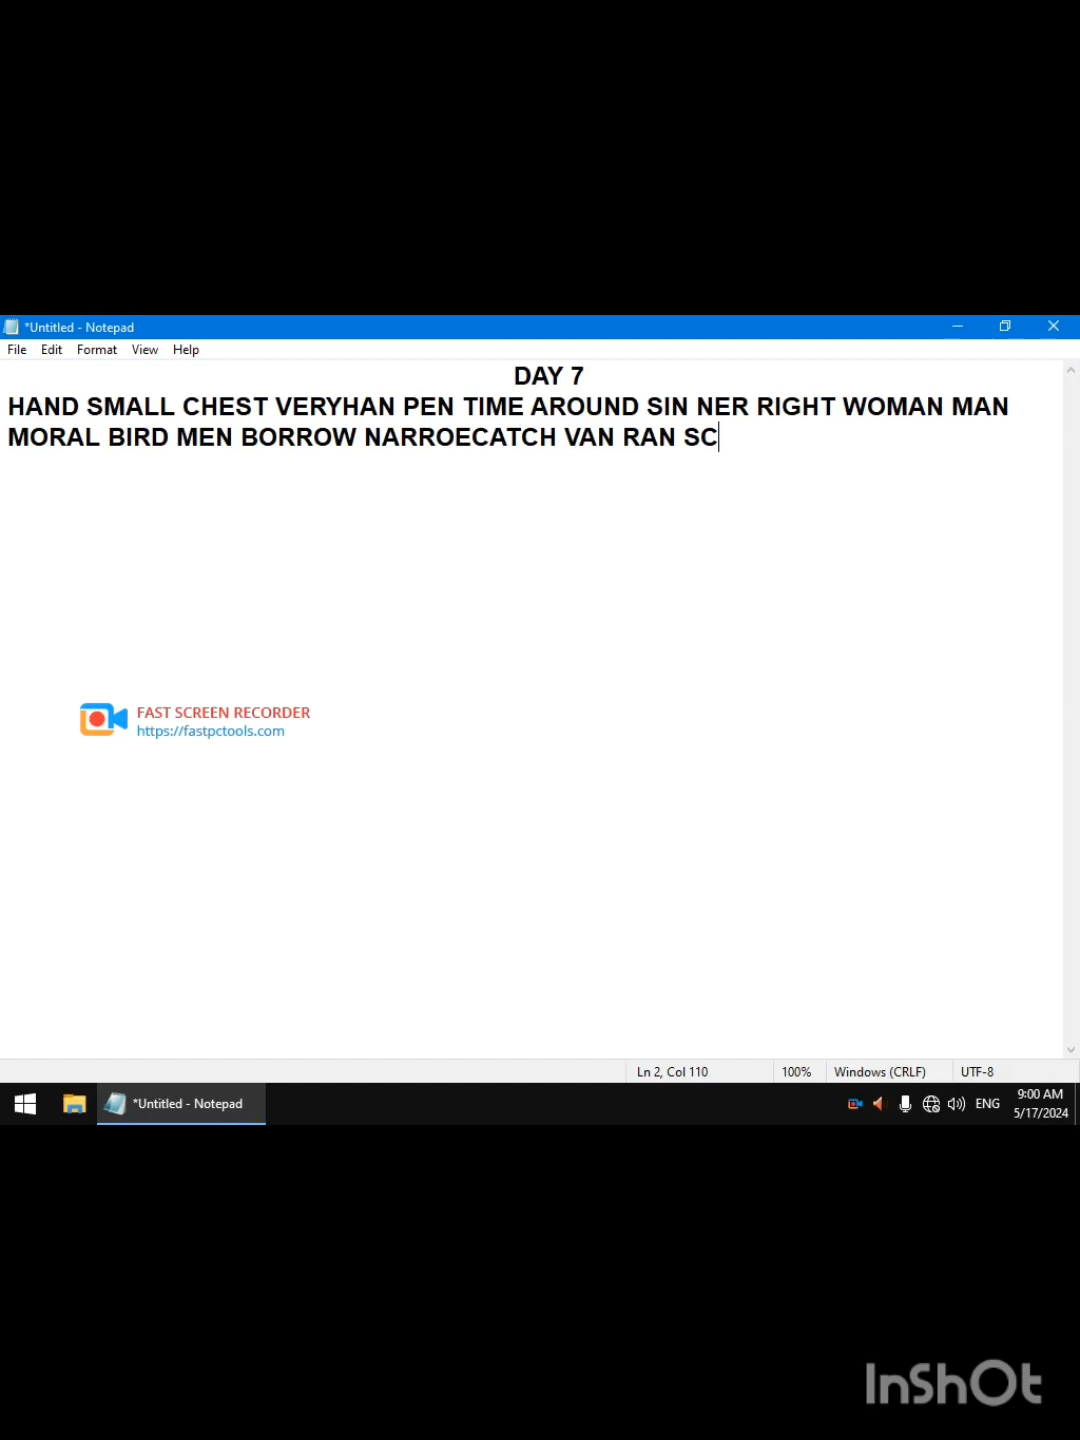 *Untitled - Notepad
File Edit Format View Help
DAY 7
HAND SMALL CHEST VERYHAN PEN TIME AROUND SIN NER RIGHT WOMAN MAN
MORAL BIRD MEN BORROW NARROECATCH VAN RAN SC
FAST SCREEN RECORDER
https://fastpctools.com
Ln 2, Col 110 100% Windows (CRLF) UTF-8
*Untitled - Notepad ENG 9:00 AM
5/17/2024
InShOt